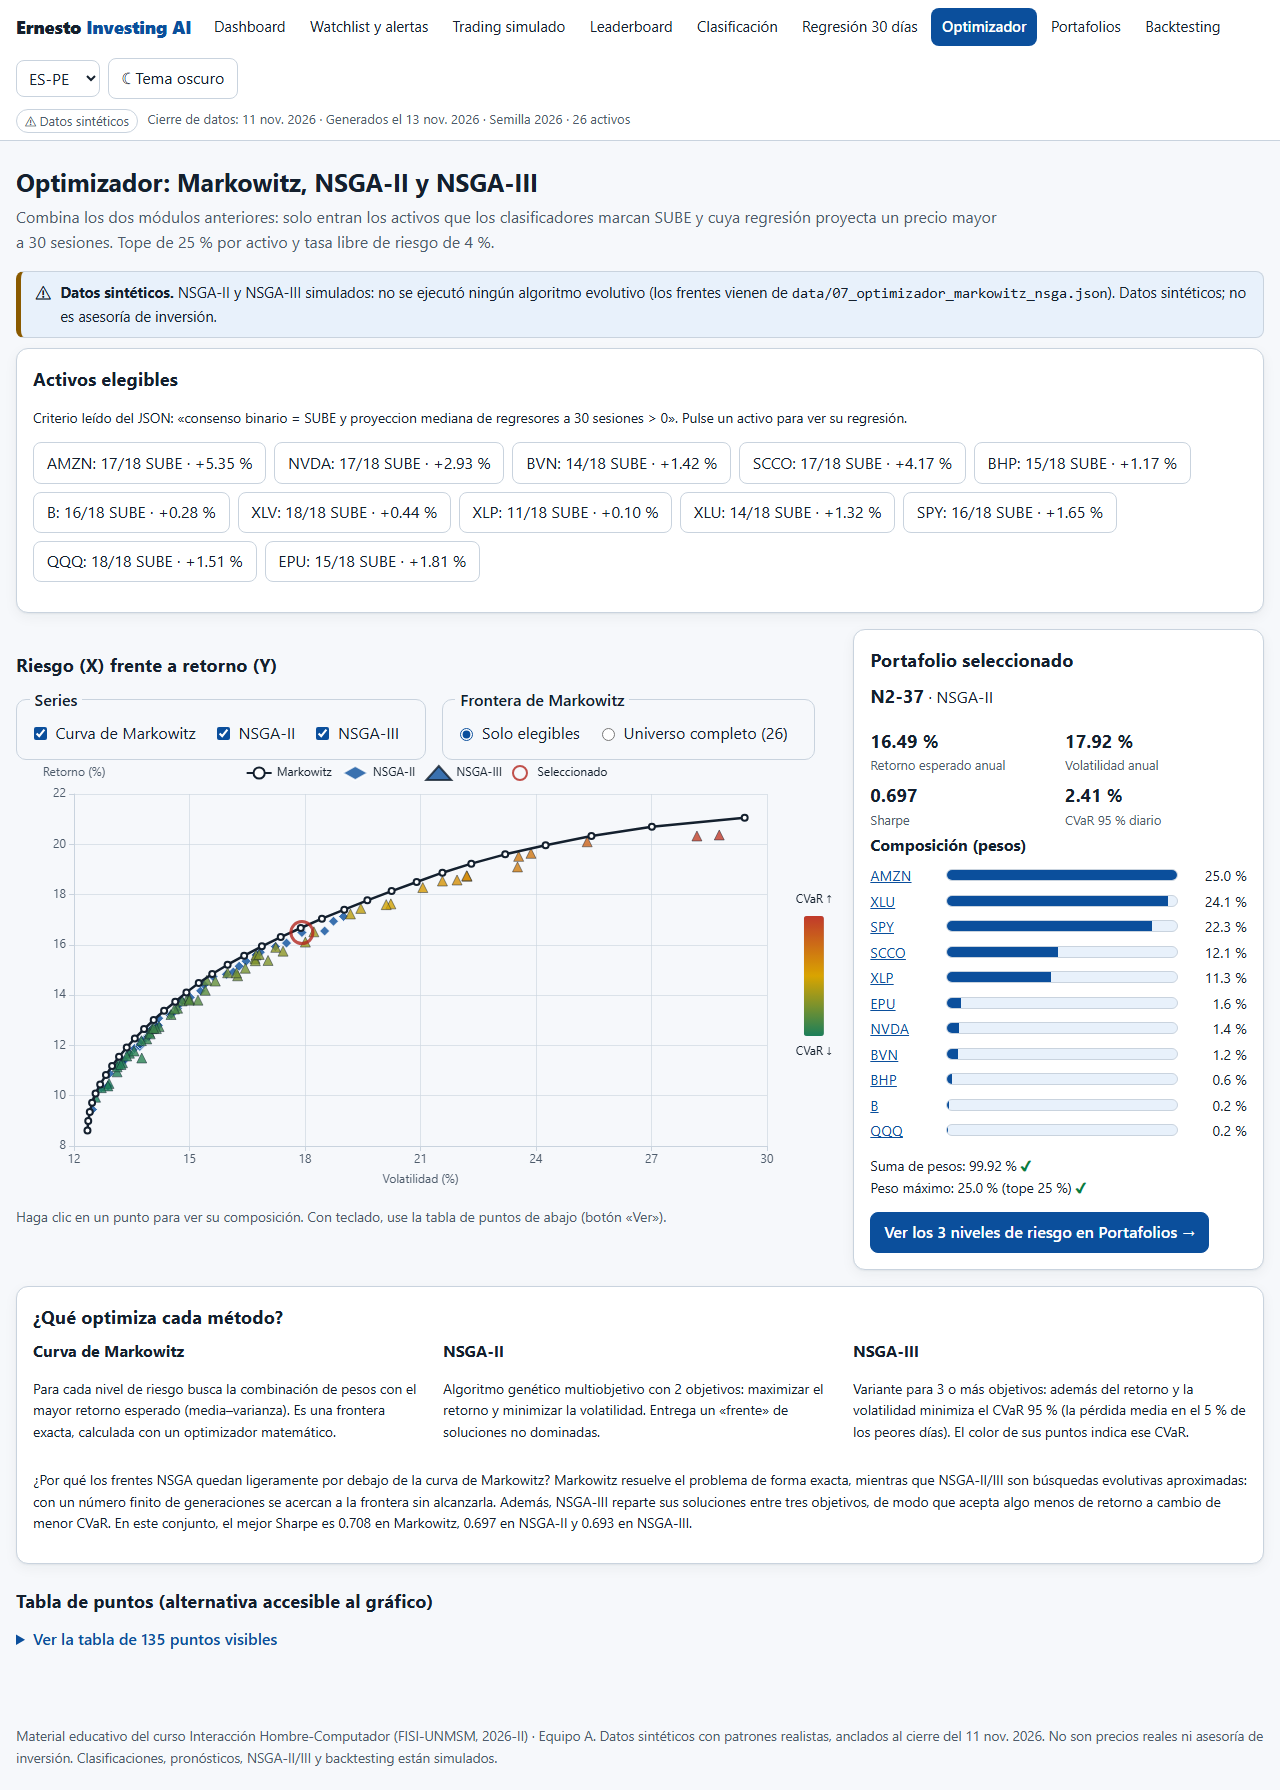 Ernesto Investing AI
Dashboard
Watchlist y alertas
Trading simulado
Leaderboard
Clasificación
Regresión 30 días
Optimizador
Portafolios
Backtesting
ES-PE
☾ Tema oscuro
⚠ Datos sintéticos
Cierre de datos: 11 nov. 2026 · Generados el 13 nov. 2026 · Semilla 2026 · 26 activos
Optimizador: Markowitz, NSGA-II y NSGA-III
Combina los dos módulos anteriores: solo entran los activos que los clasificadores marcan SUBE y cuya regresión proyecta un precio mayor
a 30 sesiones. Tope de 25 % por activo y tasa libre de riesgo de 4 %.
⚠ Datos sintéticos. NSGA-II y NSGA-III simulados: no se ejecutó ningún algoritmo evolutivo (los frentes vienen de data/07_optimizador_markowitz_nsga.json). Datos sintéticos; no
es asesoría de inversión.
Activos elegibles
Criterio leído del JSON: «consenso binario = SUBE y proyeccion mediana de regresores a 30 sesiones > 0». Pulse un activo para ver su regresión.
AMZN: 17/18 SUBE · +5.35 %
NVDA: 17/18 SUBE · +2.93 %
BVN: 14/18 SUBE · +1.42 %
SCCO: 17/18 SUBE · +4.17 %
BHP: 15/18 SUBE · +1.17 %
B: 16/18 SUBE · +0.28 %
XLV: 18/18 SUBE · +0.44 %
XLP: 11/18 SUBE · +0.10 %
XLU: 14/18 SUBE · +1.32 %
SPY: 16/18 SUBE · +1.65 %
QQQ: 18/18 SUBE · +1.51 %
EPU: 15/18 SUBE · +1.81 %
Riesgo (X) frente a retorno (Y)
Series
Curva de Markowitz
NSGA-II
NSGA-III
Frontera de Markowitz
Solo elegibles
Universo completo (26)
Retorno (%)
Markowitz
NSGA-II
NSGA-III
Seleccionado
22
20
18
16
14
12
10
8
12
15
18
21
24
27
30
Volatilidad (%)
CVaR ↑
CVaR ↓
Haga clic en un punto para ver su composición. Con teclado, use la tabla de puntos de abajo (botón «Ver»).
Portafolio seleccionado
N2-37 · NSGA-II
16.49 %
Retorno esperado anual
17.92 %
Volatilidad anual
0.697
Sharpe
2.41 %
CVaR 95 % diario
Composición (pesos)
AMZN 25.0 %
XLU 24.1 %
SPY 22.3 %
SCCO 12.1 %
XLP 11.3 %
EPU 1.6 %
NVDA 1.4 %
BVN 1.2 %
BHP 0.6 %
B 0.2 %
QQQ 0.2 %
Suma de pesos: 99.92 % ✔
Peso máximo: 25.0 % (tope 25 %) ✔
Ver los 3 niveles de riesgo en Portafolios →
¿Qué optimiza cada método?
Curva de Markowitz
Para cada nivel de riesgo busca la combinación de pesos con el
mayor retorno esperado (media–varianza). Es una frontera
exacta, calculada con un optimizador matemático.
NSGA-II
Algoritmo genético multiobjetivo con 2 objetivos: maximizar el
retorno y minimizar la volatilidad. Entrega un «frente» de
soluciones no dominadas.
NSGA-III
Variante para 3 o más objetivos: además del retorno y la
volatilidad minimiza el CVaR 95 % (la pérdida media en el 5 % de
los peores días). El color de sus puntos indica ese CVaR.
¿Por qué los frentes NSGA quedan ligeramente por debajo de la curva de Markowitz? Markowitz resuelve el problema de forma exacta, mientras que NSGA-II/III son búsquedas evolutivas aproximadas:
con un número finito de generaciones se acercan a la frontera sin alcanzarla. Además, NSGA-III reparte sus soluciones entre tres objetivos, de modo que acepta algo menos de retorno a cambio de
menor CVaR. En este conjunto, el mejor Sharpe es 0.708 en Markowitz, 0.697 en NSGA-II y 0.693 en NSGA-III.
Tabla de puntos (alternativa accesible al gráfico)
▶ Ver la tabla de 135 puntos visibles
Material educativo del curso Interacción Hombre-Computador (FISI-UNMSM, 2026-II) · Equipo A. Datos sintéticos con patrones realistas, anclados al cierre del 11 nov. 2026. No son precios reales ni asesoría de
inversión. Clasificaciones, pronósticos, NSGA-II/III y backtesting están simulados.